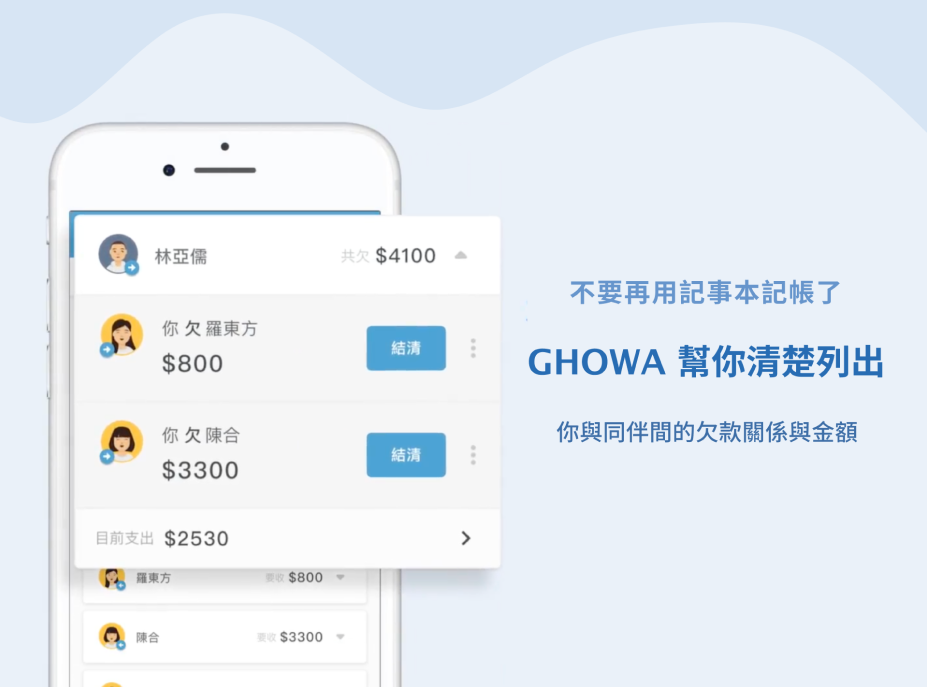 林亞儒
共欠 $4100
你 欠 羅東方
$800
結清
你 欠 陳合
$3300
結清
目前支出 $2530
羅東方
要收 $800
陳合
要收 $3300
不要再用記事本記帳了
GHOWA 幫你清楚列出
你與同伴間的欠款關係與金額